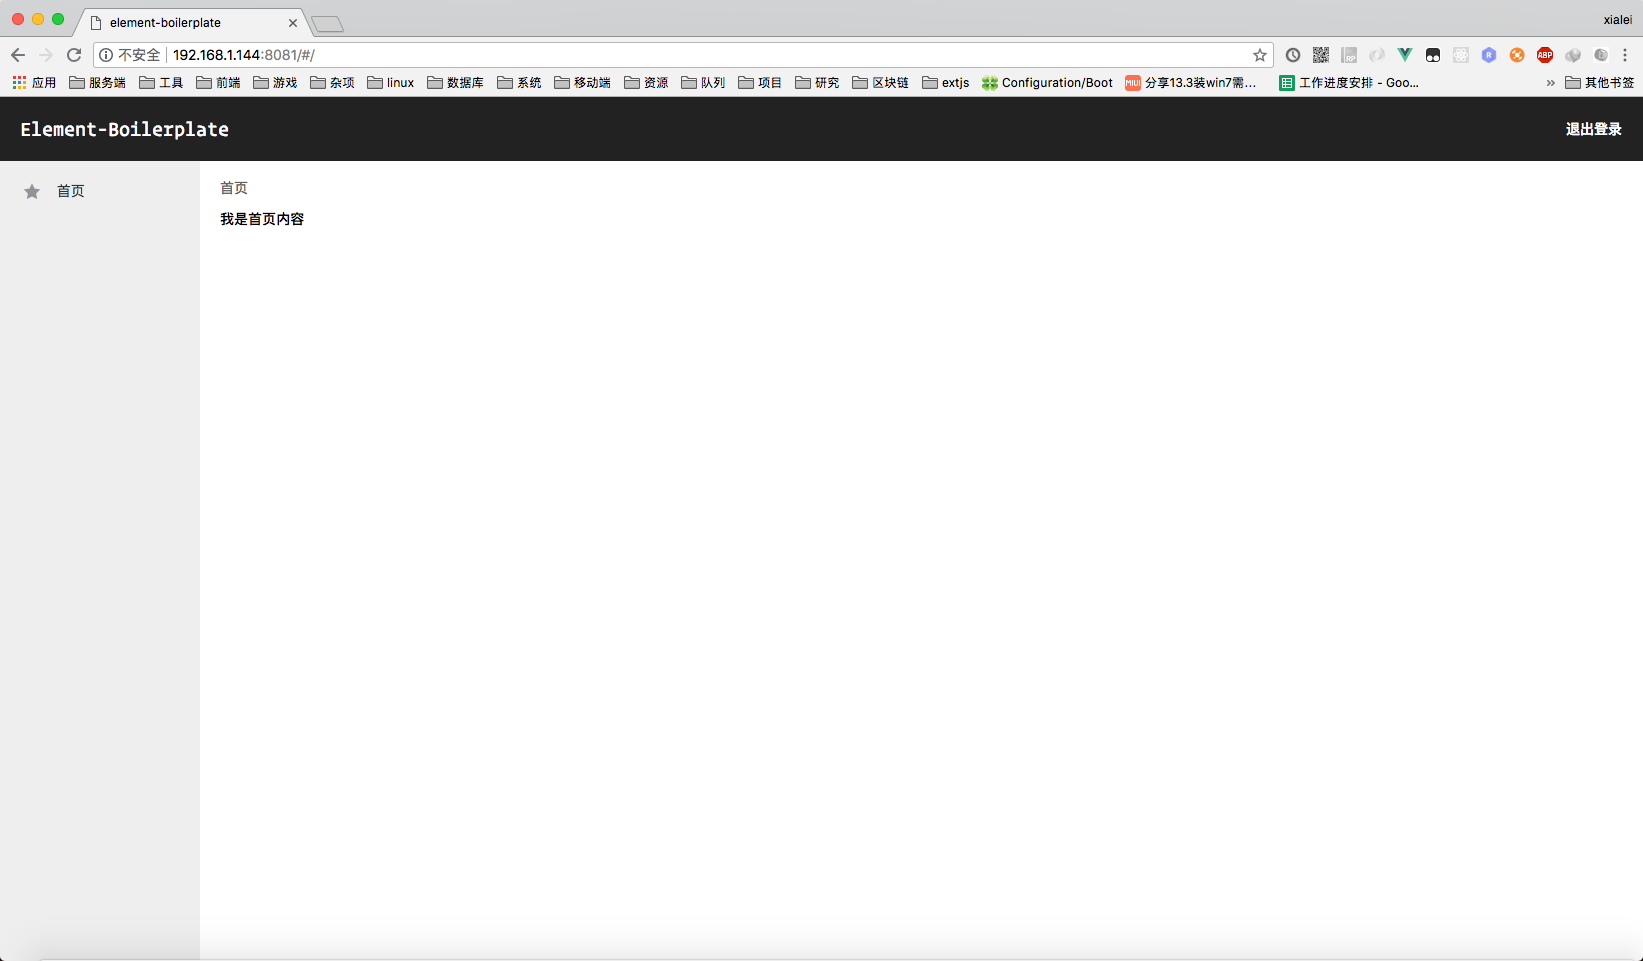 element-boilerplate
xialei
不安全 192.168.1.144:8081/#/
应用 服务端 工具 前端 游戏 杂项 linux 数据库 系统 移动端 资源 队列 项目 研究 区块链 extjs Configuration/Boot 分享13.3装win7需... 工作进度安排 - Goo... » 其他书签
Element-Boilerplate 退出登录
首页
首页
我是首页内容